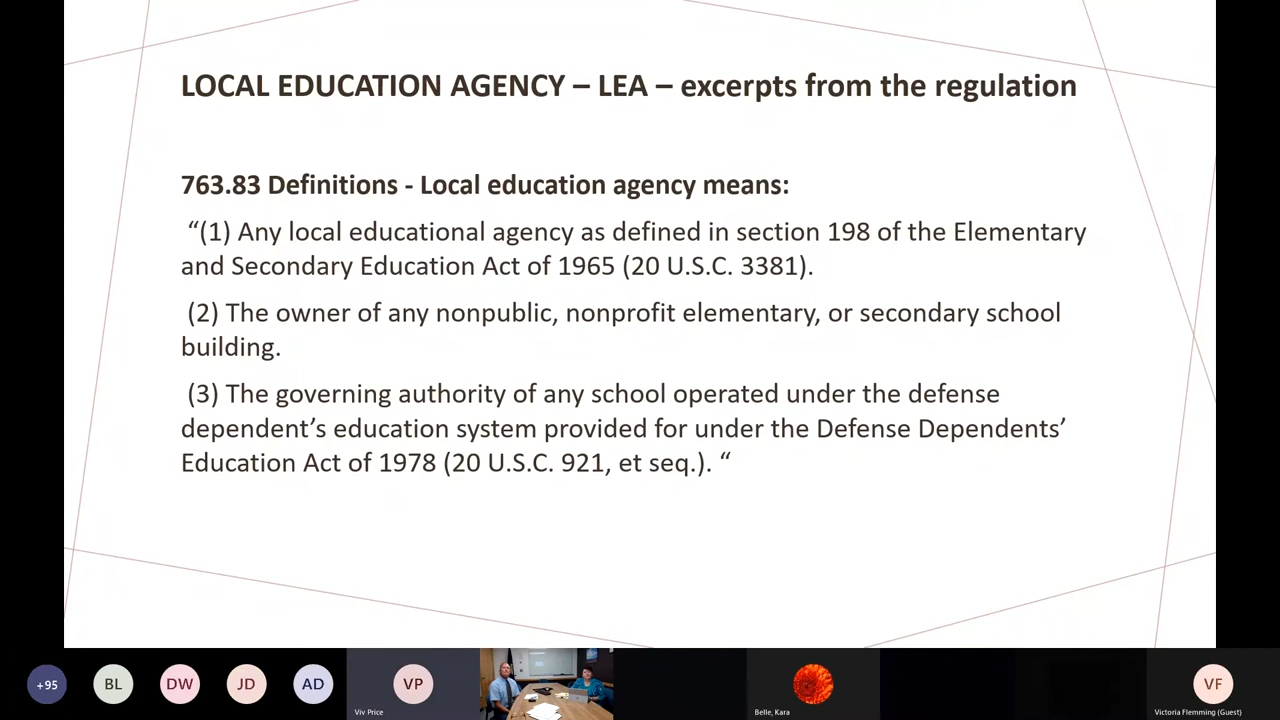 LOCAL EDUCATION AGENCY – LEA – excerpts from the regulation
763.83 Definitions - Local education agency means:
“(1) Any local educational agency as defined in section 198 of the Elementary
and Secondary Education Act of 1965 (20 U.S.C. 3381).
(2) The owner of any nonpublic, nonprofit elementary, or secondary school
building.
(3) The governing authority of any school operated under the defense
dependent’s education system provided for under the Defense Dependents’
Education Act of 1978 (20 U.S.C. 921, et seq.). “
+95 BL DW JD AD VP VF
Viv Price Belle, Kara Victoria Flemming (Guest)